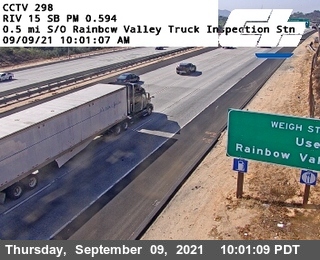 CCTV 298
RIV 15 SB PM 0.594
0.5 mi S/O Rainbow Valley Truck Inspection Stn
09/09/21 10:01:07 AM
WEIGH ST
Use
Rainbow Val
Thursday, September 09, 2021 10:01:09 PDT